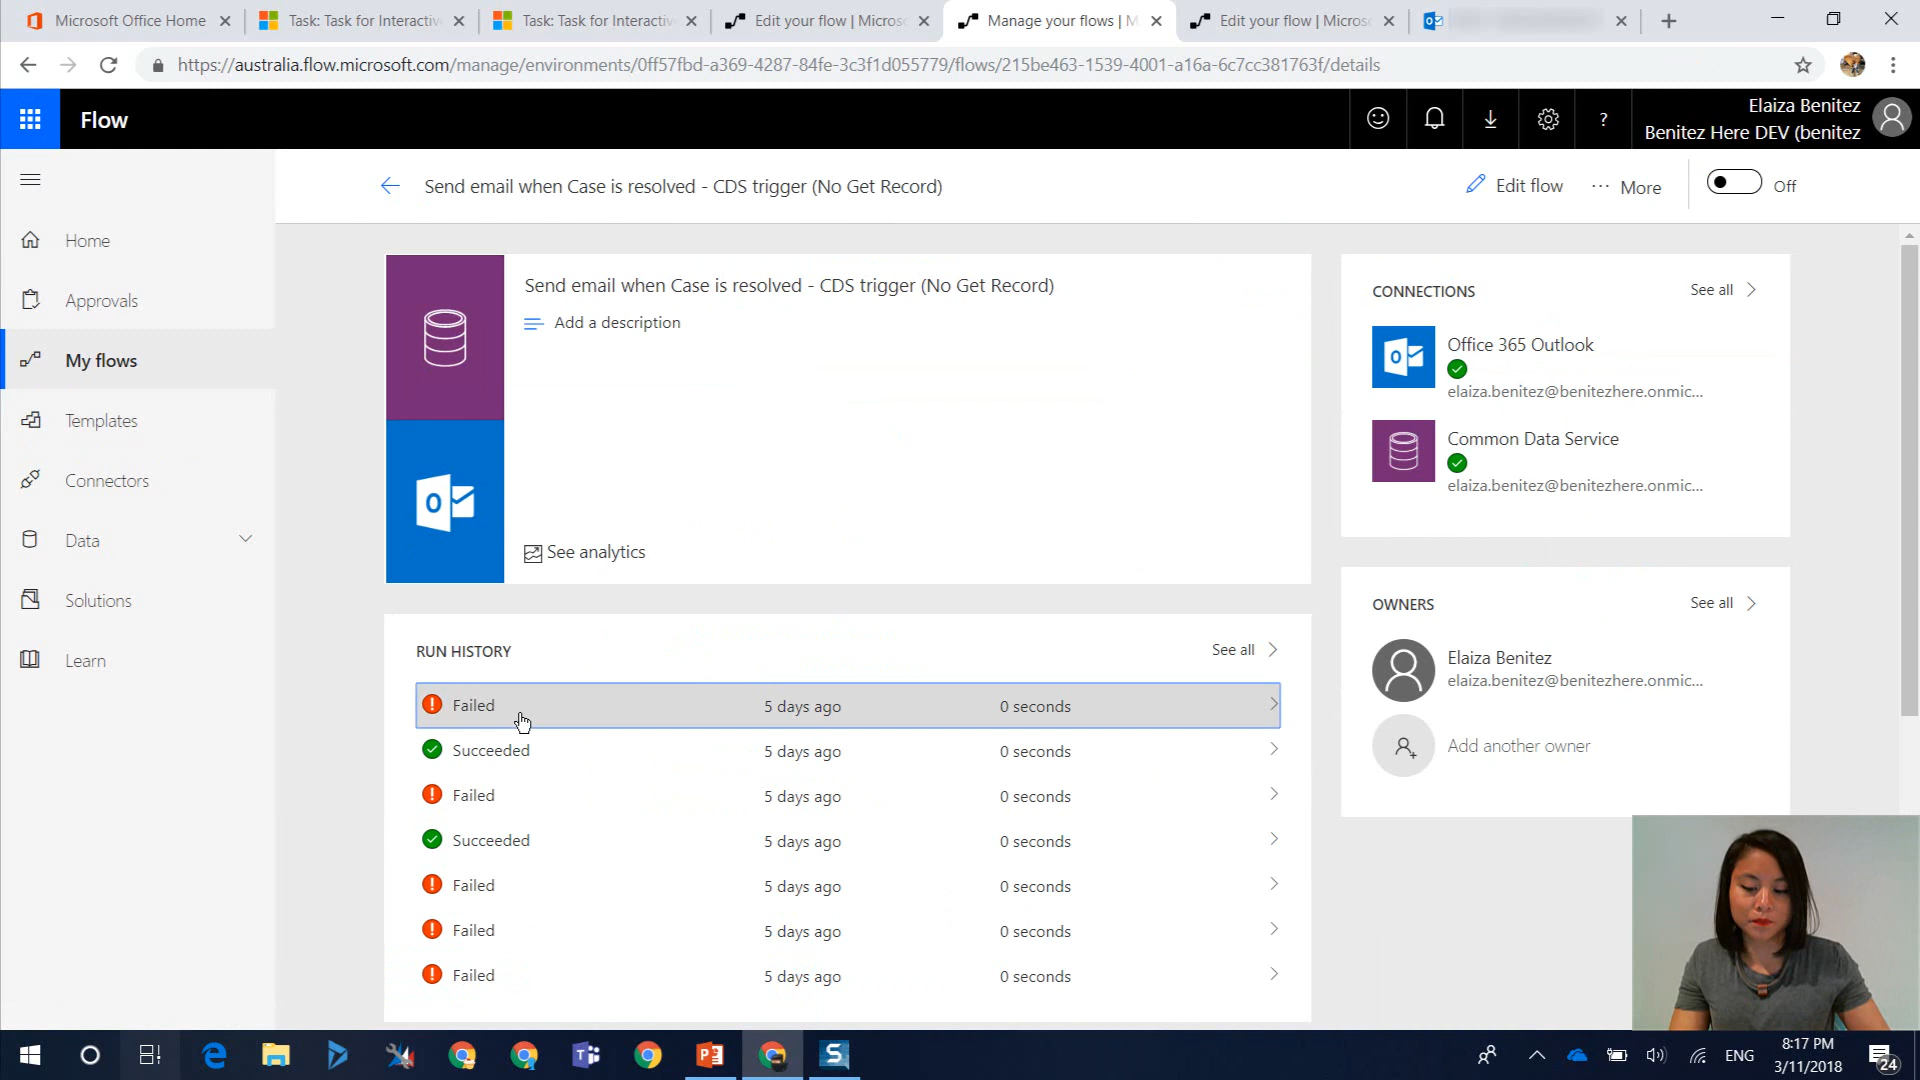 Microsoft Office Home
Task: Task for Interactiv
Task: Task for Interactiv
Edit your flow | Micros
Manage your flows | M
Edit your flow | Micros
https://australia.flow.microsoft.com/manage/environments/0ff57fbd-a369-4287-84fe-3c3f1d055779/flows/215be463-1539-4001-a16a-6c7cc381763f/details
Flow
?
Elaiza Benitez
Benitez Here DEV (benitez
Send email when Case is resolved - CDS trigger (No Get Record)
Edit flow
··· More
Off
Home
Approvals
My flows
Templates
Connectors
Data
Solutions
Learn
Send email when Case is resolved - CDS trigger (No Get Record)
Add a description
See analytics
CONNECTIONS
See all
Office 365 Outlook
elaiza.benitez@benitezhere.onmic...
Common Data Service
elaiza.benitez@benitezhere.onmic...
OWNERS
See all
Elaiza Benitez
elaiza.benitez@benitezhere.onmic...
Add another owner
RUN HISTORY
See all
Failed 5 days ago 0 seconds
Succeeded 5 days ago 0 seconds
Failed 5 days ago 0 seconds
Succeeded 5 days ago 0 seconds
Failed 5 days ago 0 seconds
Failed 5 days ago 0 seconds
Failed 5 days ago 0 seconds
ENG
8:17 PM
3/11/2018
24